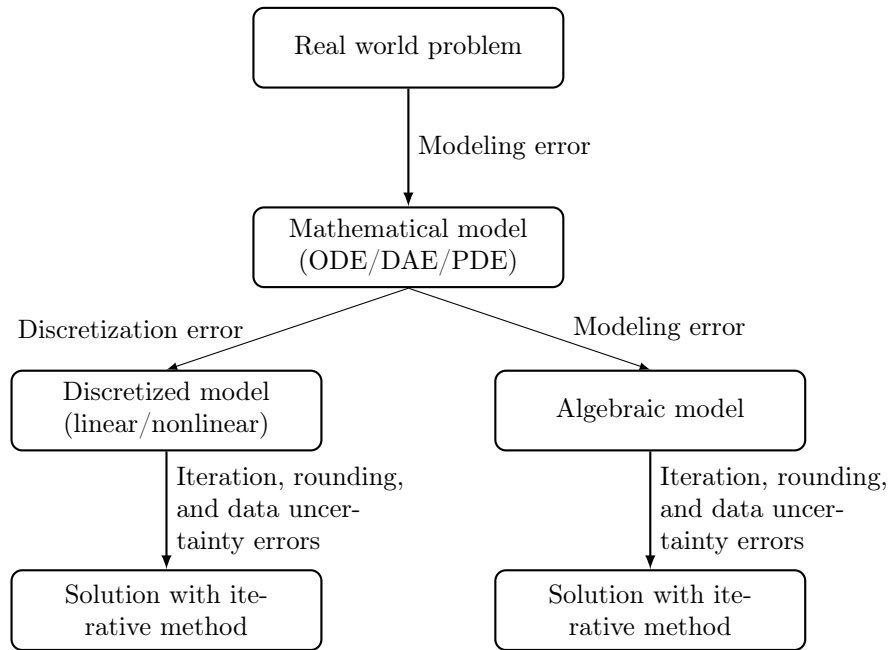 Real world problem
Modeling error
Mathematical model
(ODE/DAE/PDE)
Discretization error
Modeling error
Discretized model
(linear/nonlinear)
Algebraic model
Iteration, rounding,
and data uncer-
tainty errors
Iteration, rounding,
and data uncer-
tainty errors
Solution with ite-
rative method
Solution with ite-
rative method